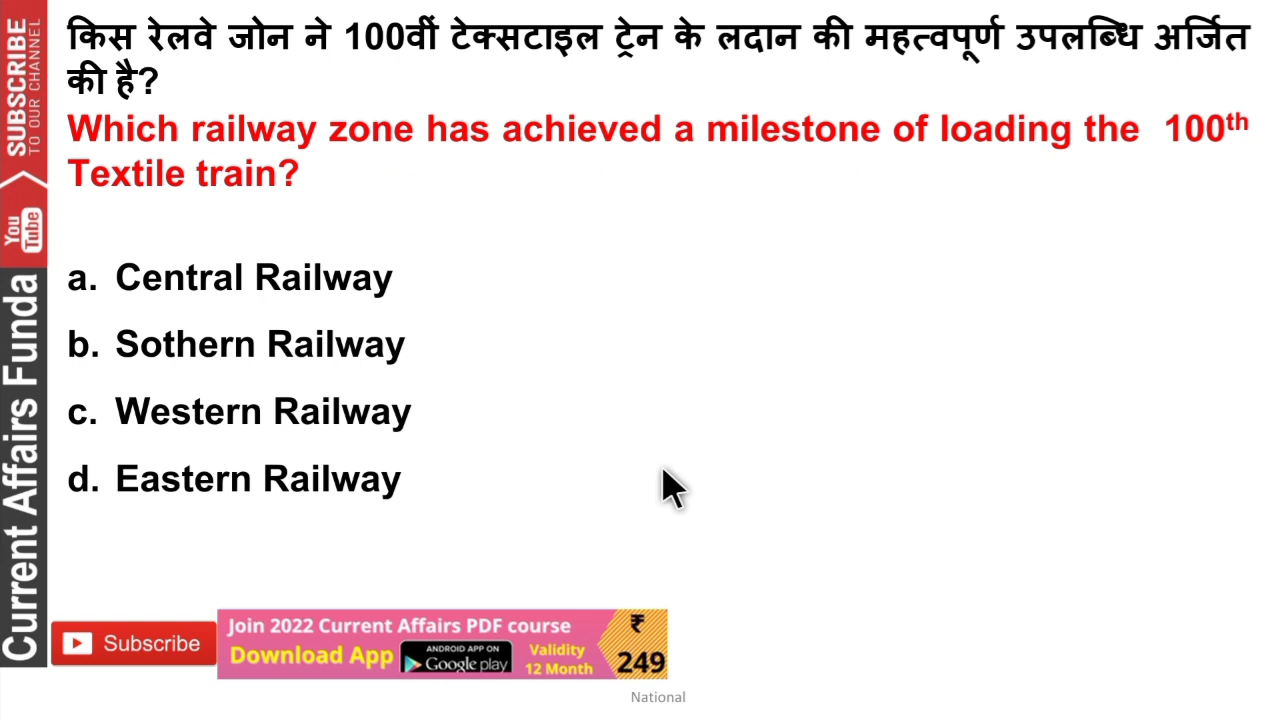 किस रेलवे जोन ने 100वीं टेक्सटाइल ट्रेन के लदान की महत्वपूर्ण उपलब्धि अर्जित
की है?
Which railway zone has achieved a milestone of loading the 100th
Textile train?
a. Central Railway
b. Sothern Railway
c. Western Railway
d. Eastern Railway
SUBSCRIBE
TO OUR CHANNEL
You
Tube
Current Affairs Funda
Subscribe
Join 2022 Current Affairs PDF course
Download App
ANDROID APP ON
Google play
Validity
12 Month
₹
249
National